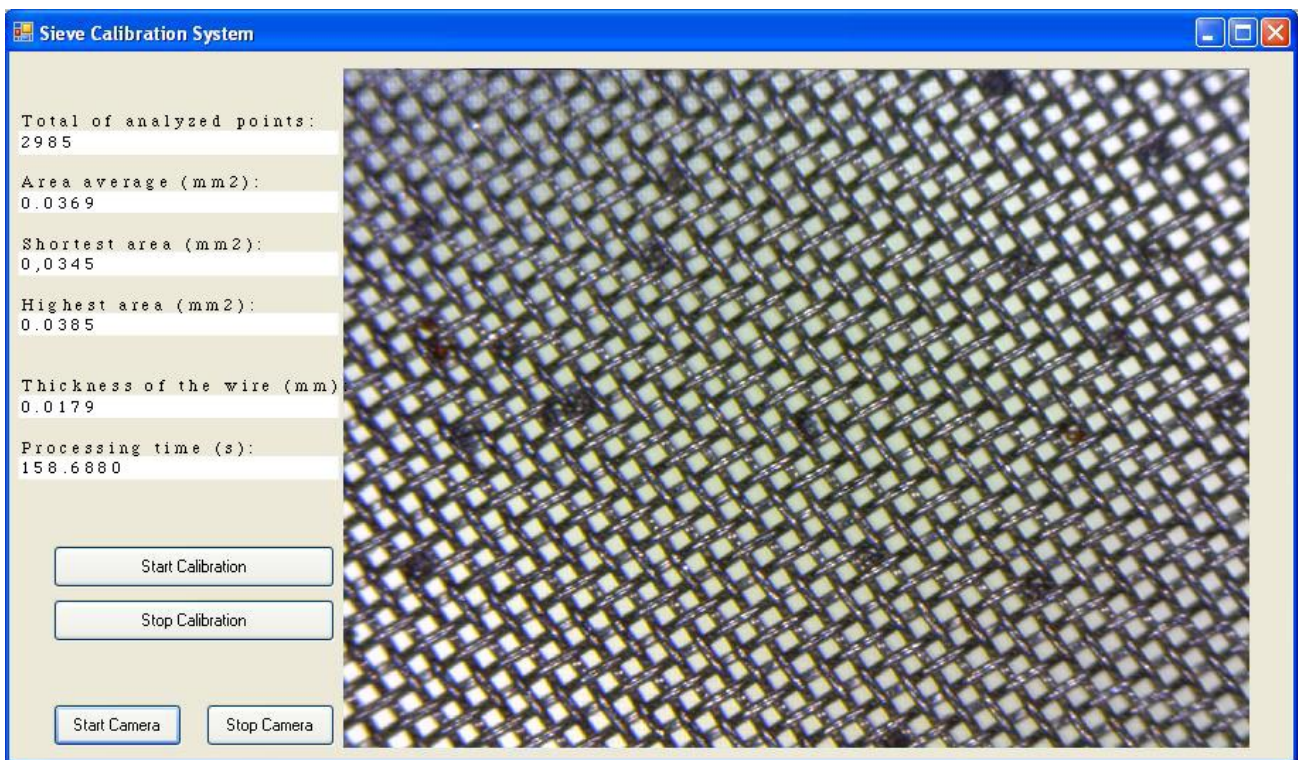 Sieve Calibration System
Total of analyzed points:
2985
Area average (mm2):
0.0369
Shortest area (mm2):
0,0345
Highest area (mm2):
0.0385
Thickness of the wire (mm)
0.0179
Processing time (s):
158.6880
Start Calibration
Stop Calibration
Start Camera
Stop Camera